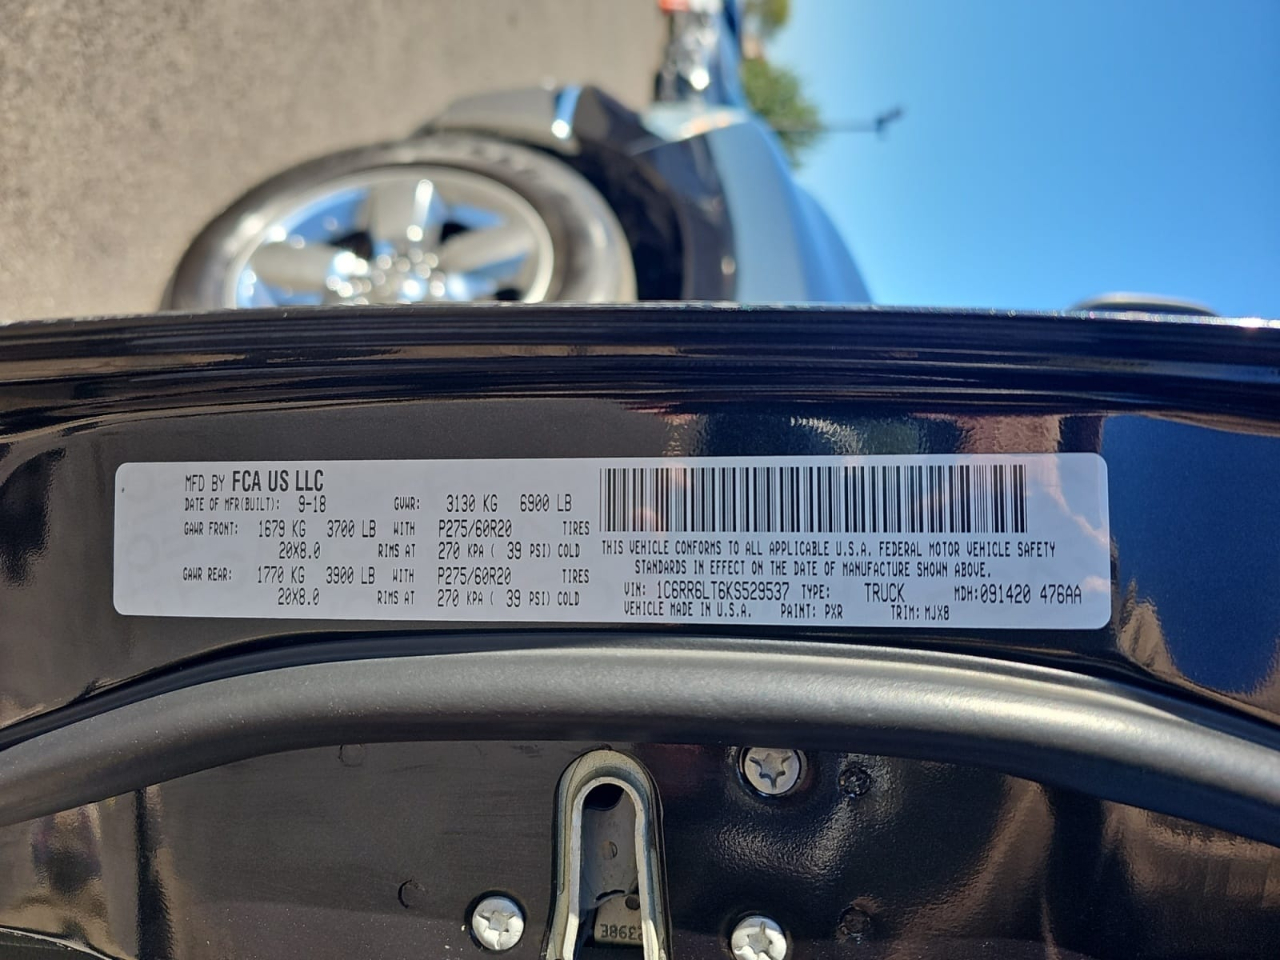 MFD BY FCA US LLC
DATE OF MFR(BUILT): 9-18 GVWR: 3130 KG 6900 LB
GAWR FRONT: 1679 KG 3700 LB WITH P275/60R20 TIRES
20X8.0 RIMS AT 270 KPA ( 39 PSI) COLD
GAWR REAR: 1770 KG 3900 LB WITH P275/60R20 TIRES
20X8.0 RIMS AT 270 KPA ( 39 PSI) COLD
THIS VEHICLE CONFORMS TO ALL APPLICABLE U.S.A. FEDERAL MOTOR VEHICLE SAFETY
STANDARDS IN EFFECT ON THE DATE OF MANUFACTURE SHOWN ABOVE.
VIN: 1C6RR6LT6KS529537 TYPE: TRUCK MDH:091420 476AA
VEHICLE MADE IN U.S.A. PAINT: PXR TRIM: MJX8